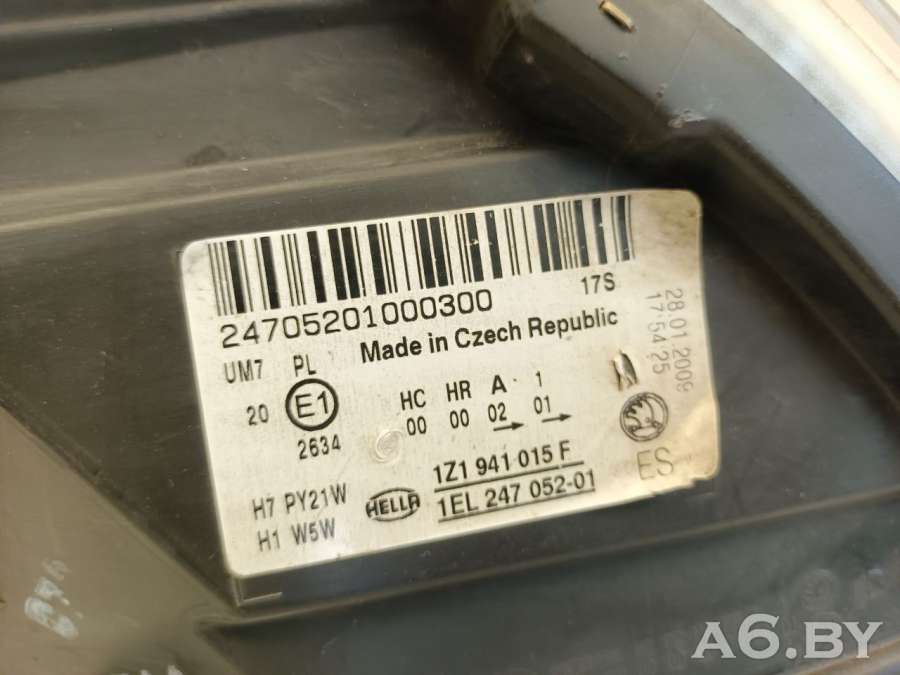 24705201000300
17S
28.01.2009
17:54:25
Made in Czech Republic
UM7 PL
HC HR A 1
20 E1
00 00 02 01
2634
1Z1 941 015 F
H7 PY21W
HELLA
1EL 247 052-01
ES
H1 W5W
A6.BY